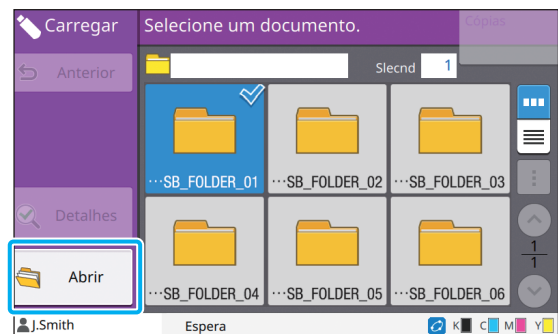 Carregar
Selecione um documento.
Cópias
Anterior
Slecnd 1
···SB_FOLDER_01
···SB_FOLDER_02
···SB_FOLDER_03
Detalhes
Abrir
···SB_FOLDER_04
···SB_FOLDER_05
···SB_FOLDER_06
1
1
J.Smith
Espera
K C M Y